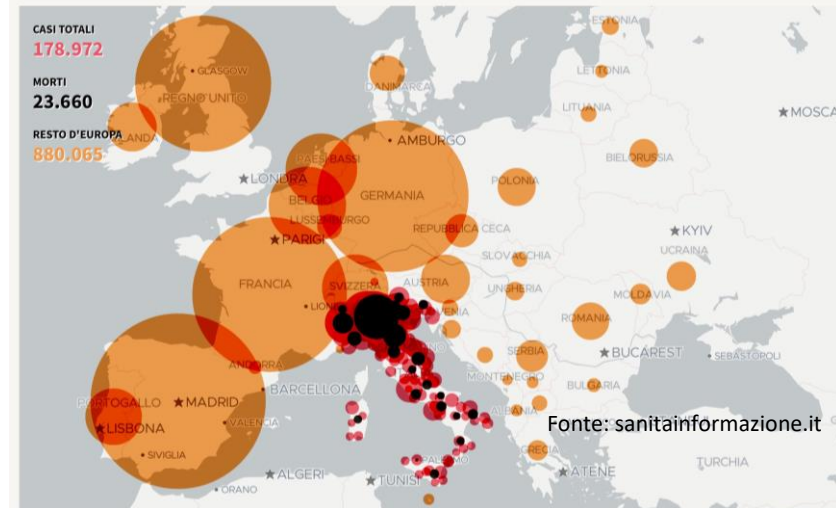 CASI TOTALI
178.972
MORTI
23.660
RESTO D'EUROPA
880.065
ESTONIA
LETTONIA
LITUANIA
★MOSCA
GLASGOW
REGNO UNITO
DANIMARCA
AMBURGO
PAESI BASSI
BIELORUSSIA
★LONDRA
BELGIO
GERMANIA
POLONIA
LUSSEMBURGO
★PARIGI
REPUBBLICA CECA
★KYIV
UCRAINA
SLOVACCHIA
FRANCIA
SVIZZERA
AUSTRIA
UNGHERIA
MOLDAVIA
LIONE
ROMANIA
SERBIA
★BUCAREST
SEBASTOPOLI
ANDORRA
MONTENEGRO
BULGARIA
BARCELLONA
PORTOGALLO
★MADRID
ALBANIA
★LISBONA
VALENCIA
Fonte: sanitainformazione.it
SIVIGLIA
PALERMO
GRECIA
★ALGERI
★TUNISI
★ATENE
TURCHIA
ORANO